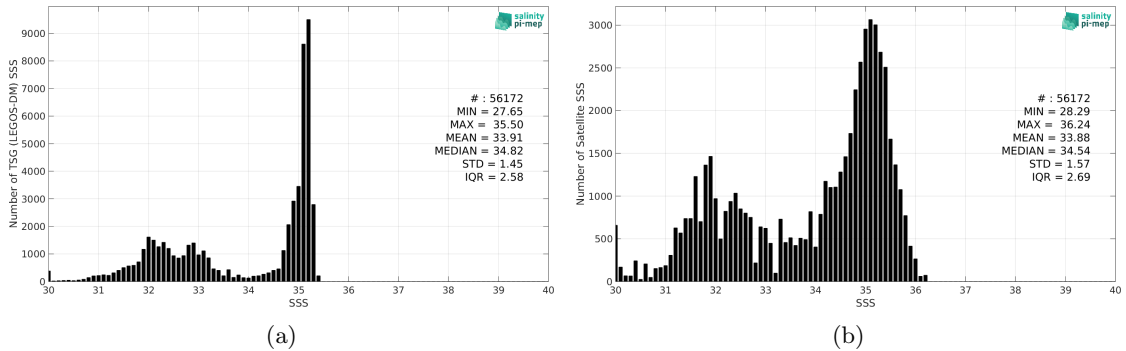 salinity
pi-mep
9000
8000
7000
6000
5000
4000
3000
2000
1000
0
Number of TSG (LEGOS-DM) SSS
# : 56172
MIN = 27.65
MAX = 35.50
MEAN = 33.91
MEDIAN = 34.82
STD = 1.45
IQR = 2.58
30 31 32 33 34 35 36 37 38 39 40
SSS
(a)
salinity
pi-mep
3000
2500
2000
1500
1000
500
0
Number of Satellite SSS
# : 56172
MIN = 28.29
MAX = 36.24
MEAN = 33.88
MEDIAN = 34.54
STD = 1.57
IQR = 2.69
30 31 32 33 34 35 36 37 38 39 40
SSS
(b)